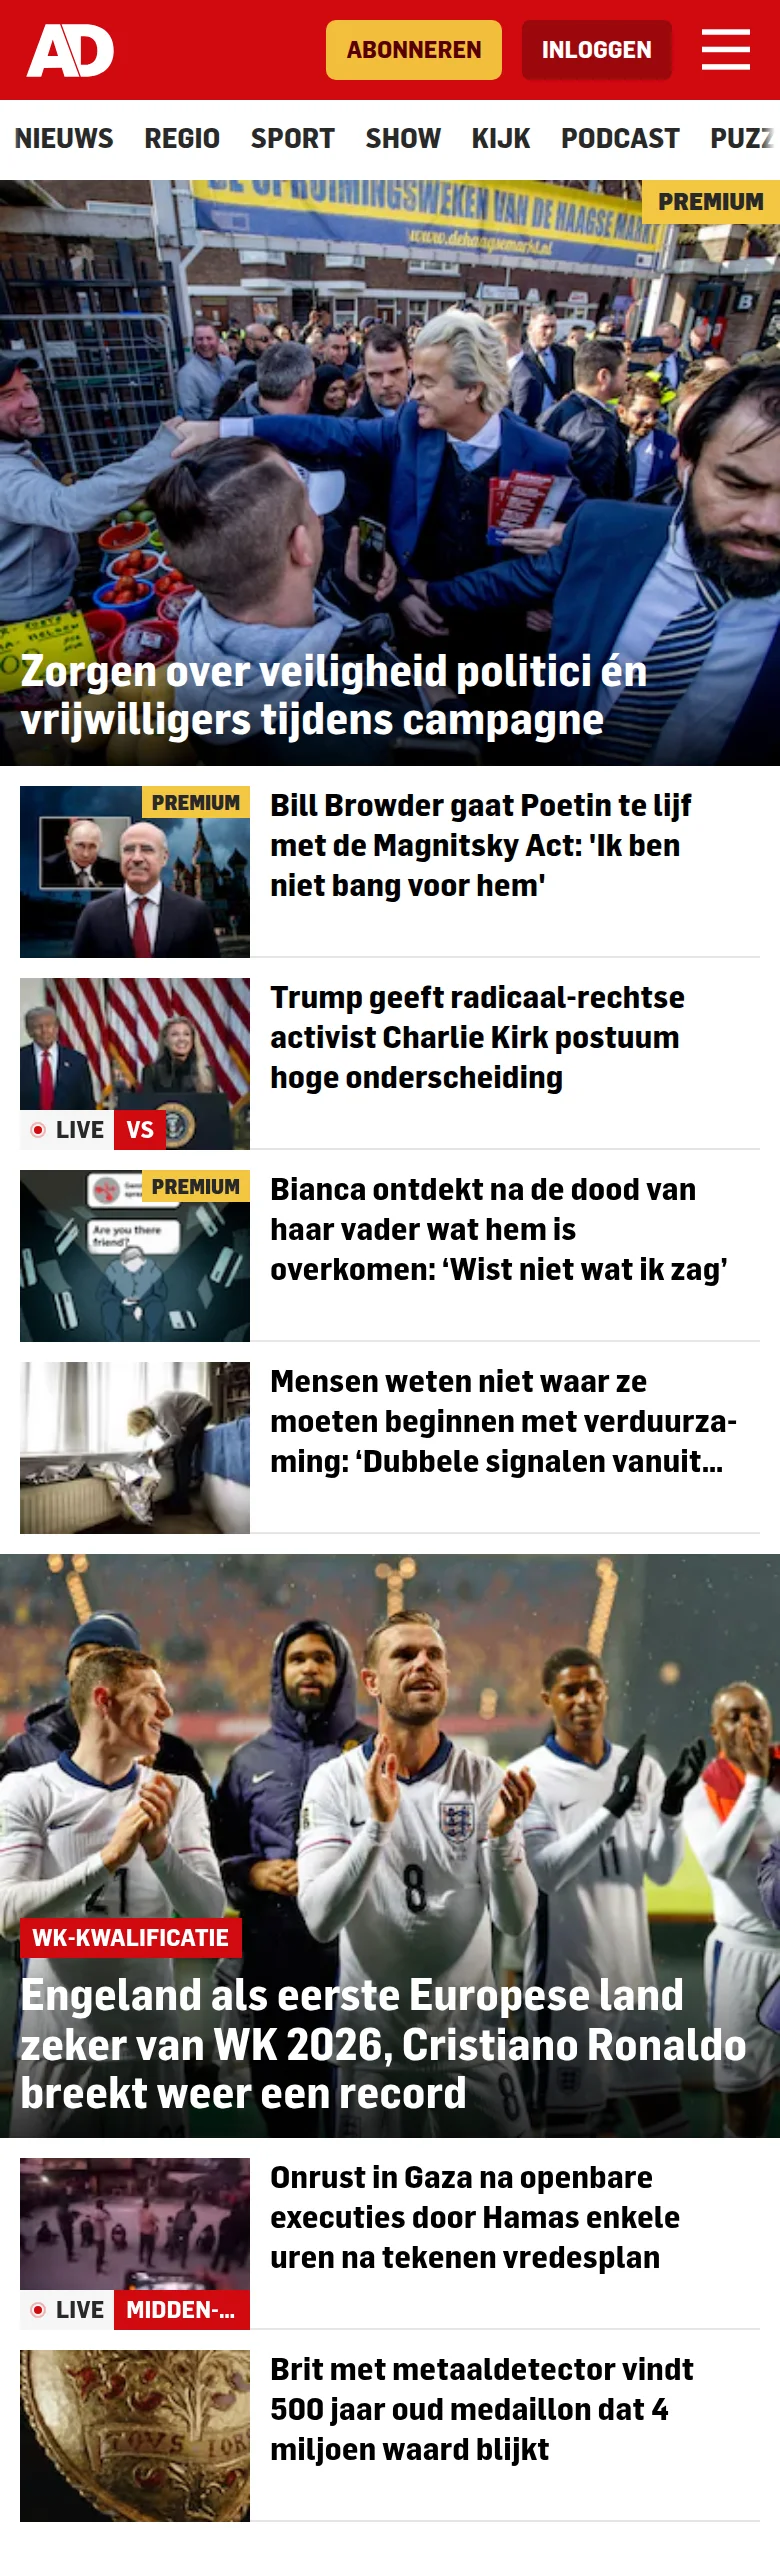 AD
ABONNEREN
INLOGGEN
NIEUWS REGIO SPORT SHOW KIJK PODCAST PUZZ
DE OPRUIMINGSWEKEN VAN DE HAAGSE MARKT
www.dehaagsemarkt.nl
PREMIUM
B
Zorgen over veiligheid politici én
vrijwilligers tijdens campagne
PREMIUM
Bill Browder gaat Poetin te lijf
met de Magnitsky Act: 'Ik ben
niet bang voor hem'
LIVE VS
Trump geeft radicaal-rechtse
activist Charlie Kirk postuum
hoge onderscheiding
PREMIUM
Are you there
friend?
Bianca ontdekt na de dood van
haar vader wat hem is
overkomen: ‘Wist niet wat ik zag’
Mensen weten niet waar ze
moeten beginnen met verduurza-
ming: ‘Dubbele signalen vanuit...
21
8
11
WK-KWALIFICATIE
Engeland als eerste Europese land
zeker van WK 2026, Cristiano Ronaldo
breekt weer een record
8
LIVE MIDDEN-...
Onrust in Gaza na openbare
executies door Hamas enkele
uren na tekenen vredesplan
Brit met metaaldetector vindt
500 jaar oud medaillon dat 4
miljoen waard blijkt